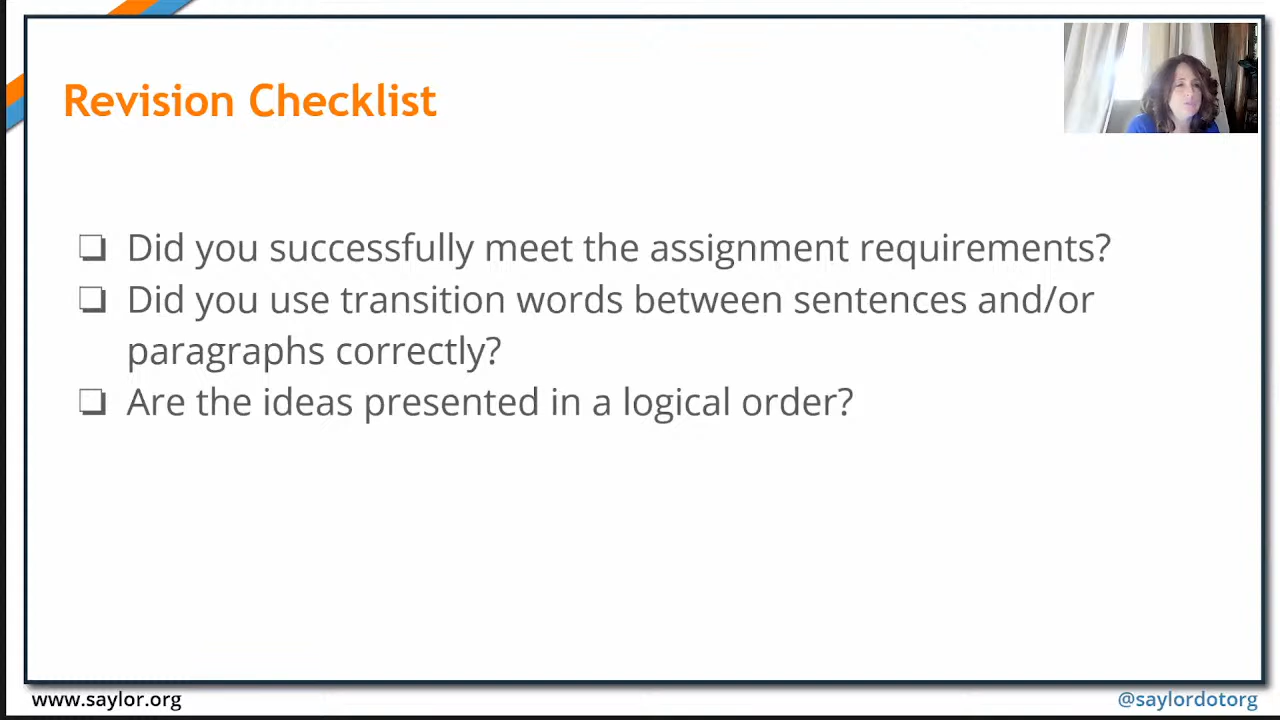 Revision Checklist
❏ Did you successfully meet the assignment requirements?
❏ Did you use transition words between sentences and/or
paragraphs correctly?
❏ Are the ideas presented in a logical order?
www.saylor.org
@saylordotorg